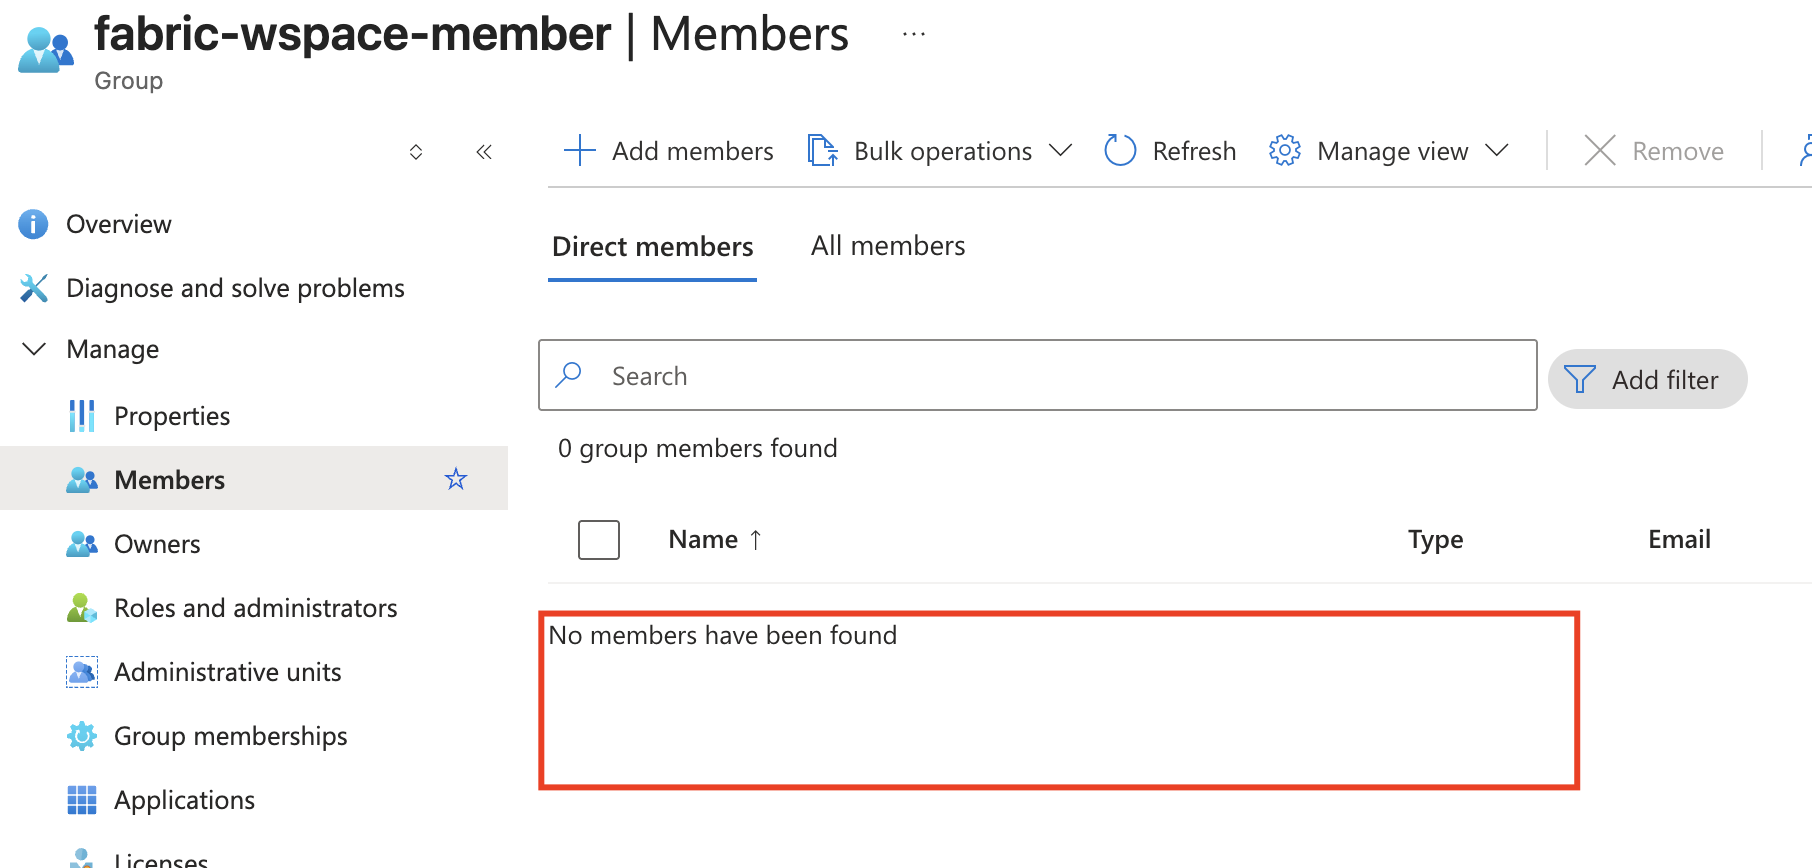 fabric-wspace-member | Members ...
Group
Add members
Bulk operations
Refresh
Manage view
Remove
Overview
Diagnose and solve problems
Manage
Properties
Members
Owners
Roles and administrators
Administrative units
Group memberships
Applications
Licenses
Direct members
All members
Search
Add filter
0 group members found
Name ↑
Type
Email
No members have been found